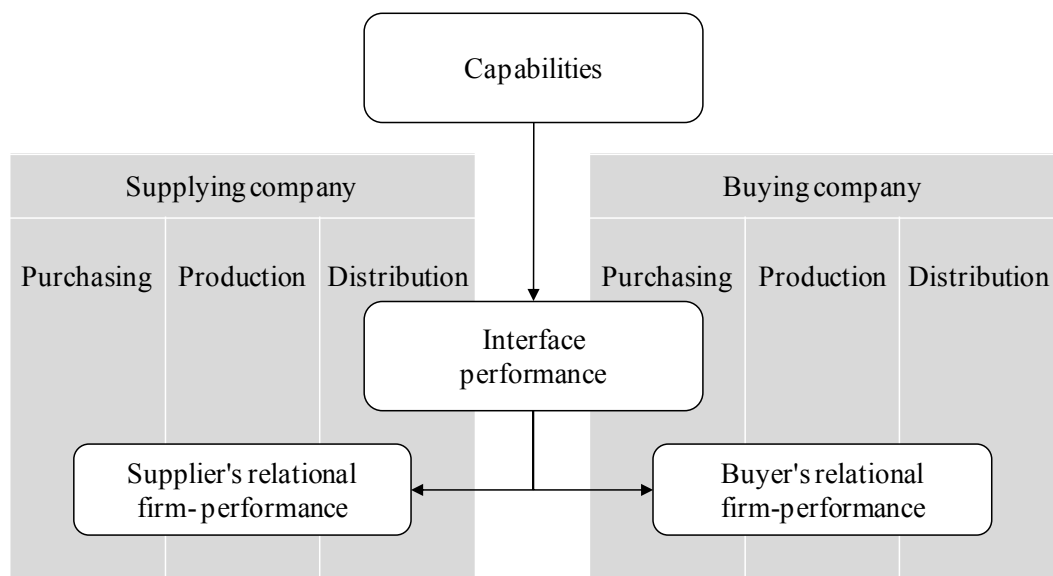 Capabilities
Supplying company
Buying company
Purchasing
Production
Distribution
Purchasing
Production
Distribution
Interface
performance
Supplier's relational
firm- performance
Buyer's relational
firm-performance